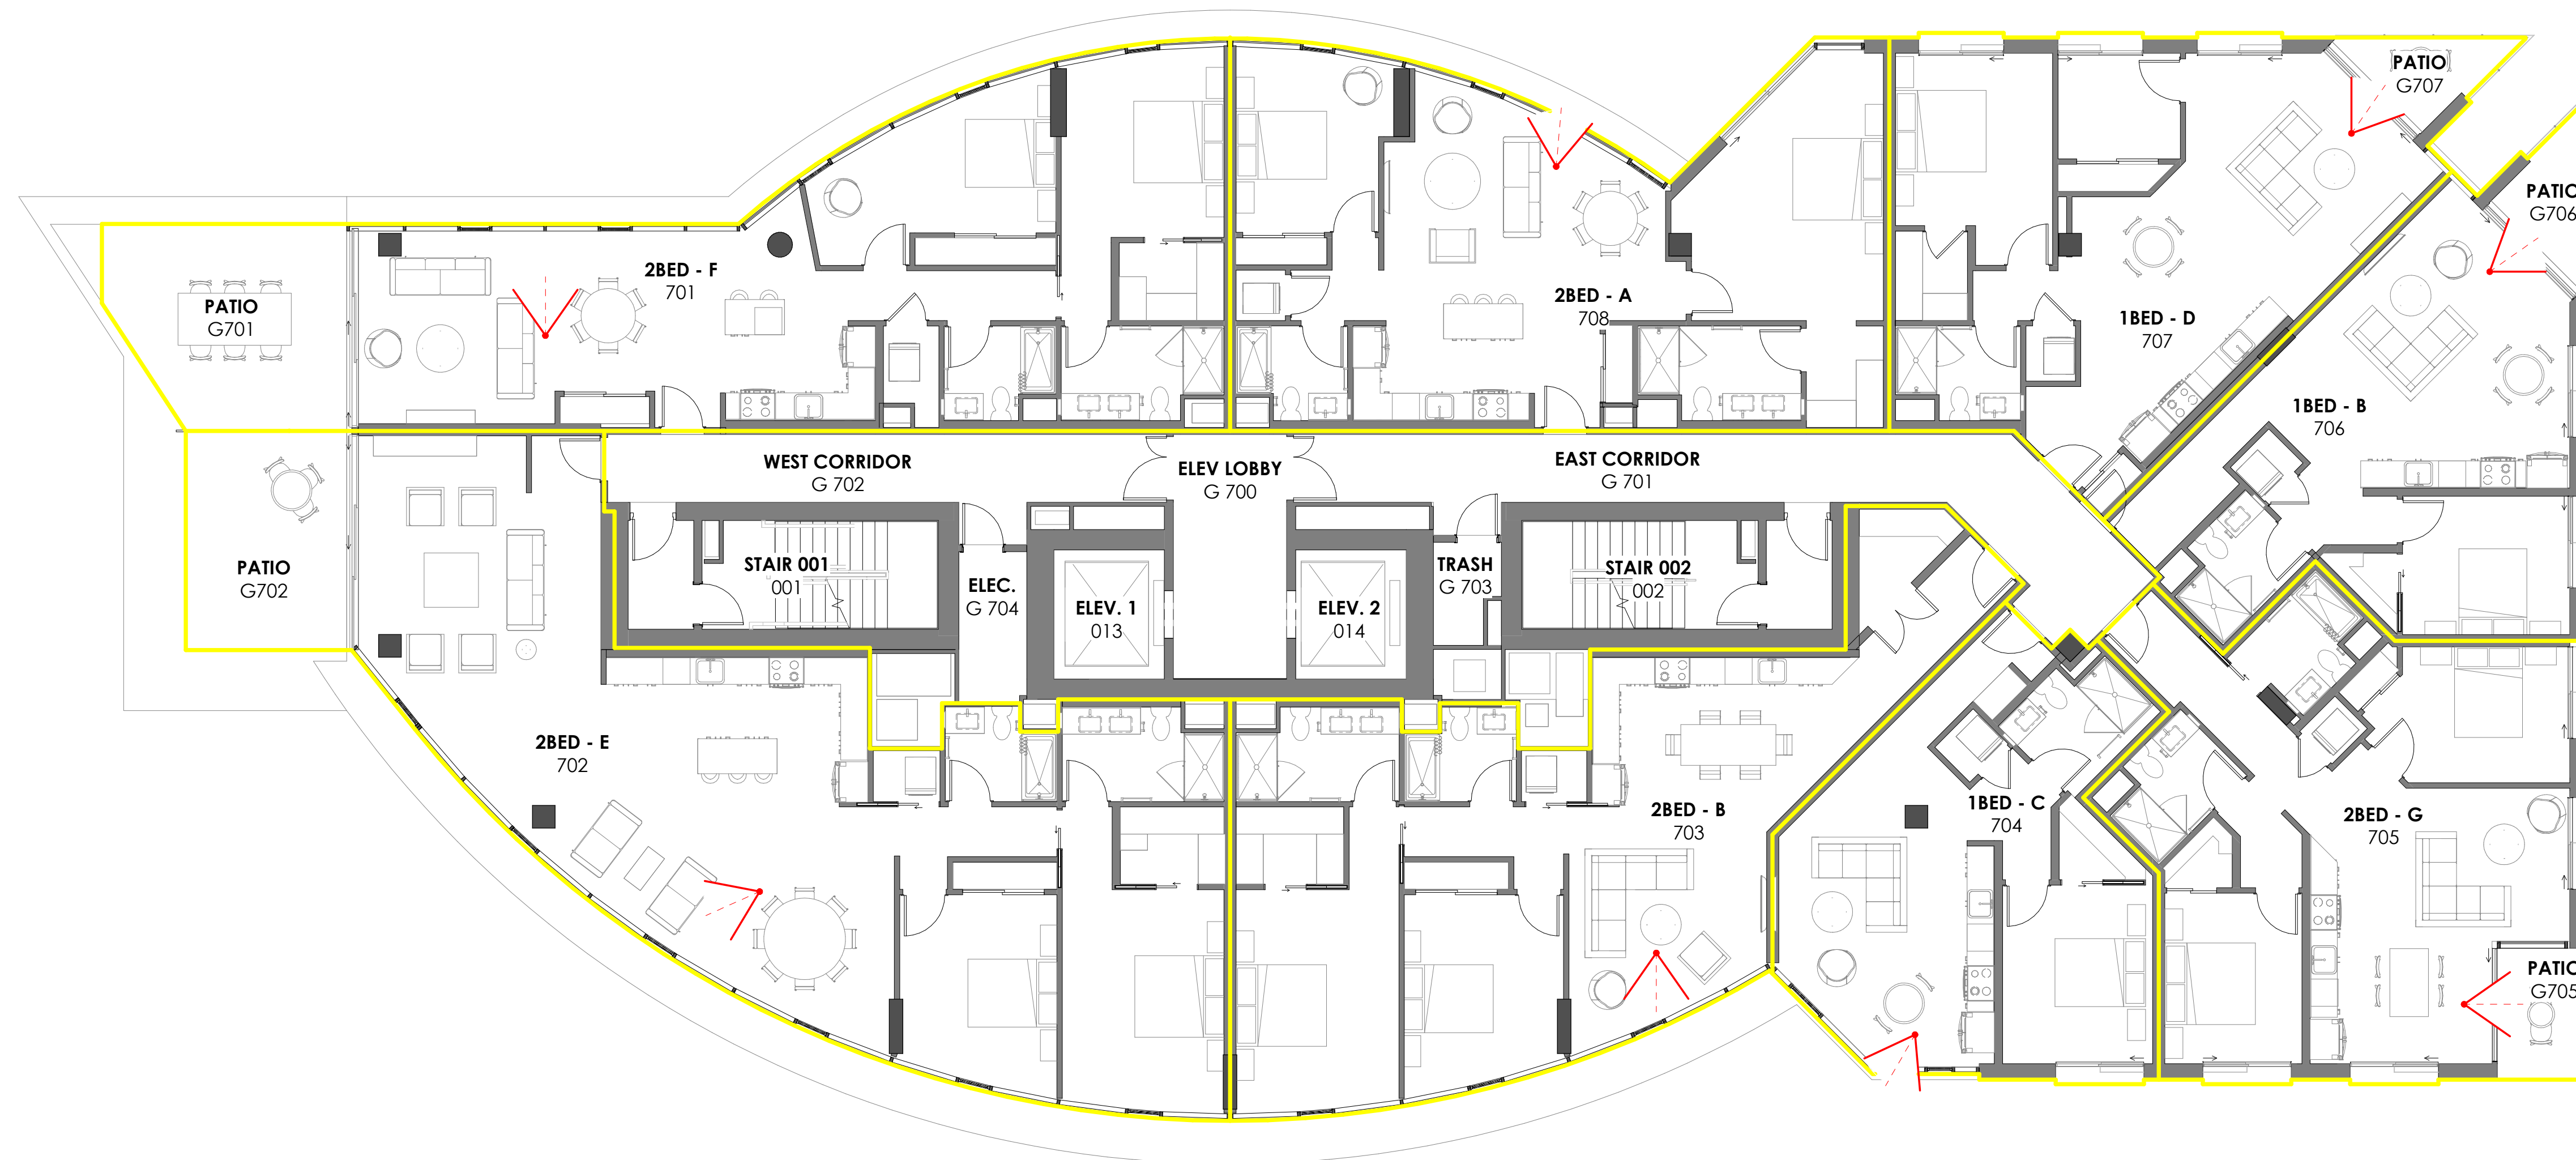 PATIO
G707
PATIO
G706
2BED - F
701
PATIO
G701
2BED - A
708
1BED - D
707
1BED - B
706
WEST CORRIDOR
G 702
ELEV LOBBY
G 700
EAST CORRIDOR
G 701
PATIO
G702
STAIR 001
001
ELEC.
G 704
ELEV. 1
013
ELEV. 2
014
TRASH
G 703
STAIR 002
002
2BED - E
702
2BED - B
703
1BED - C
704
2BED - G
705
PATIO
G705